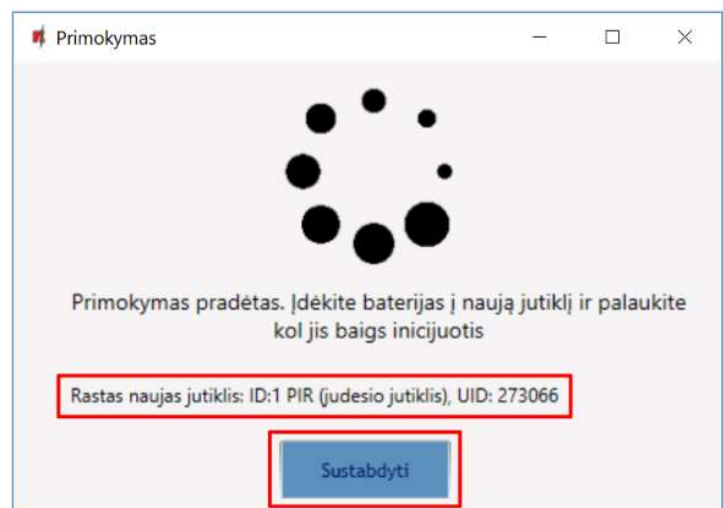 Primokymas
Primokymas pradėtas. Įdėkite baterijas į naują jutiklį ir palaukite
kol jis baigs inicijuotis
Rastas naujas jutiklis: ID:1 PIR (judesio jutiklis), UID: 273066
Sustabdyti